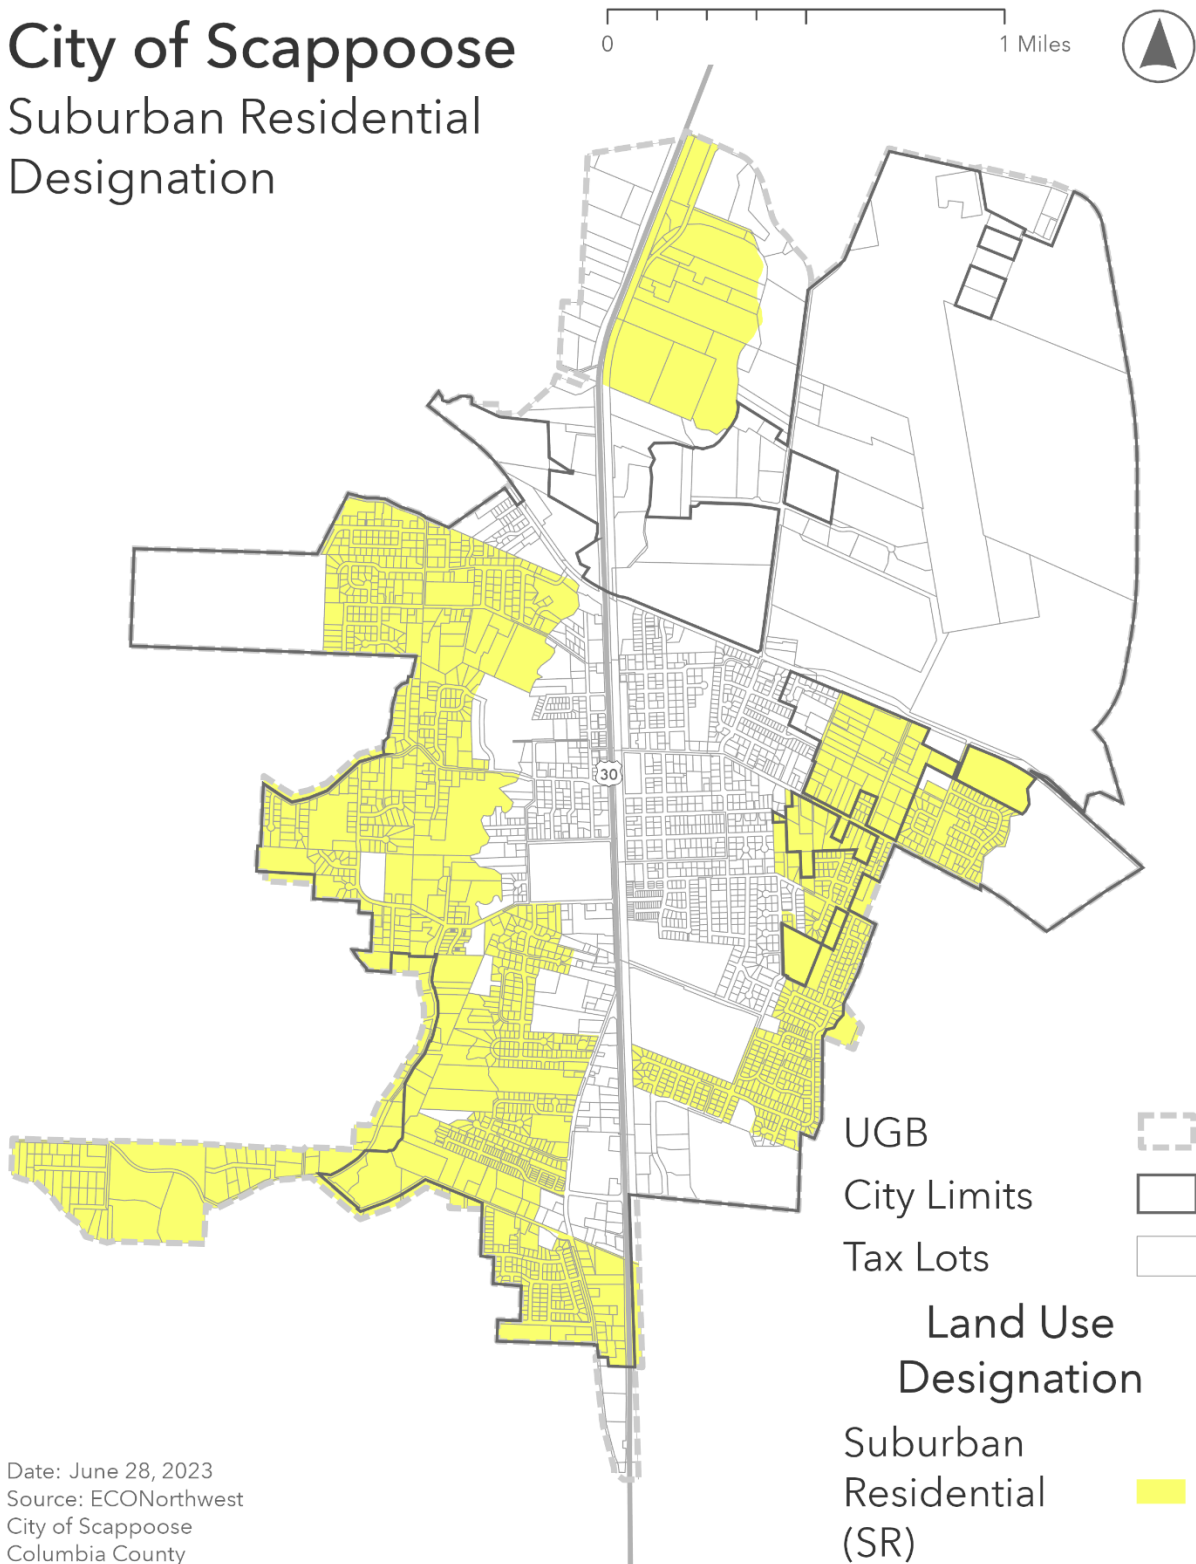 City of Scappoose
Suburban Residential
Designation
0
1 Miles
30
UGB
City Limits
Tax Lots
Land Use
Designation
Suburban
Residential
(SR)
Date: June 28, 2023
Source: ECONorthwest
City of Scappoose
Columbia County